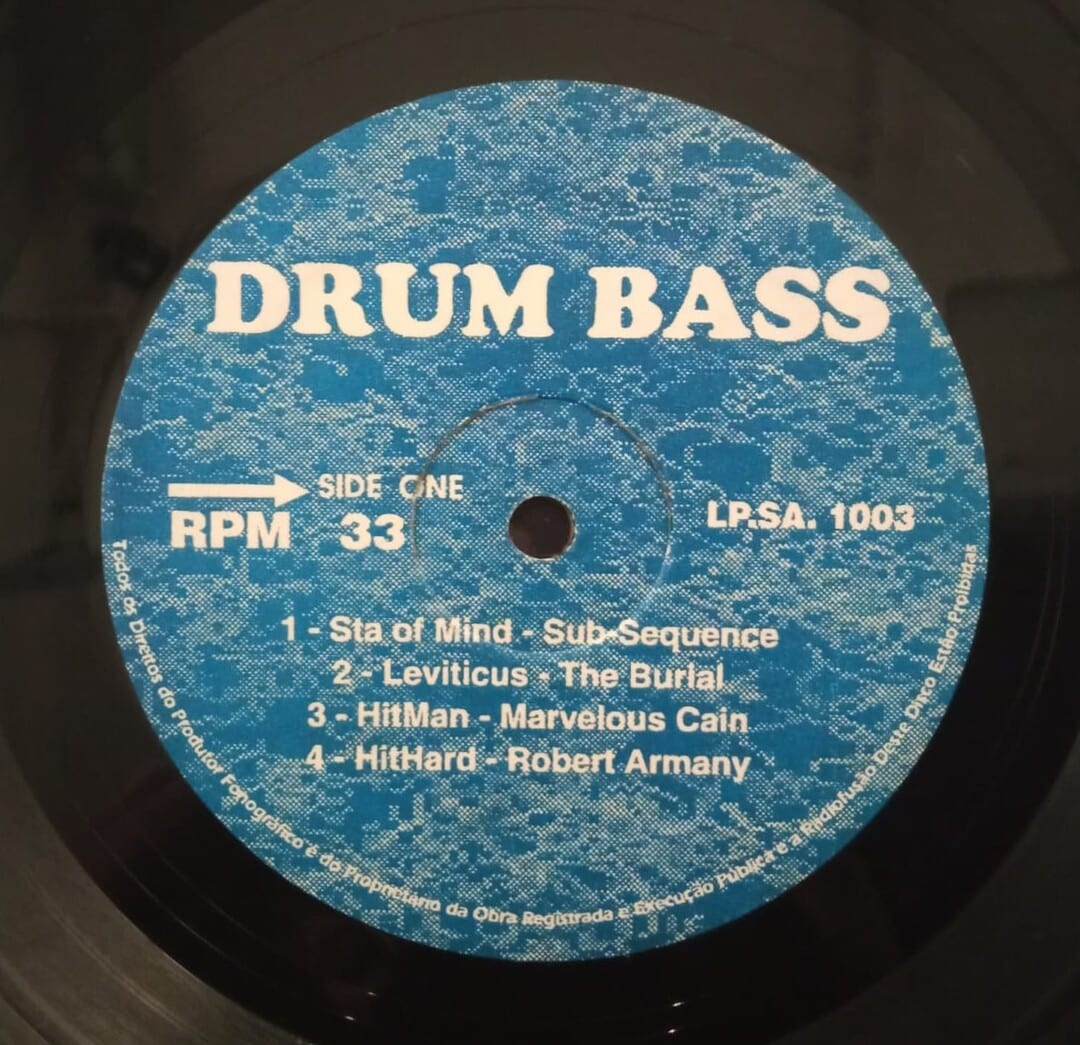 DRUM BASS
SIDE ONE
RPM 33
LP.SA. 1003
1 - Sta of Mind - Sub-Sequence
2 - Leviticus - The Burial
3 - HitMan - Marvelous Cain
4 - HitHard - Robert Armany
Todos os Direitos do Produtor Fonográfico é do Proprietario da Obra Registrada e Execução Pública e a Radiofusão Deste Disco Estão Proibidas